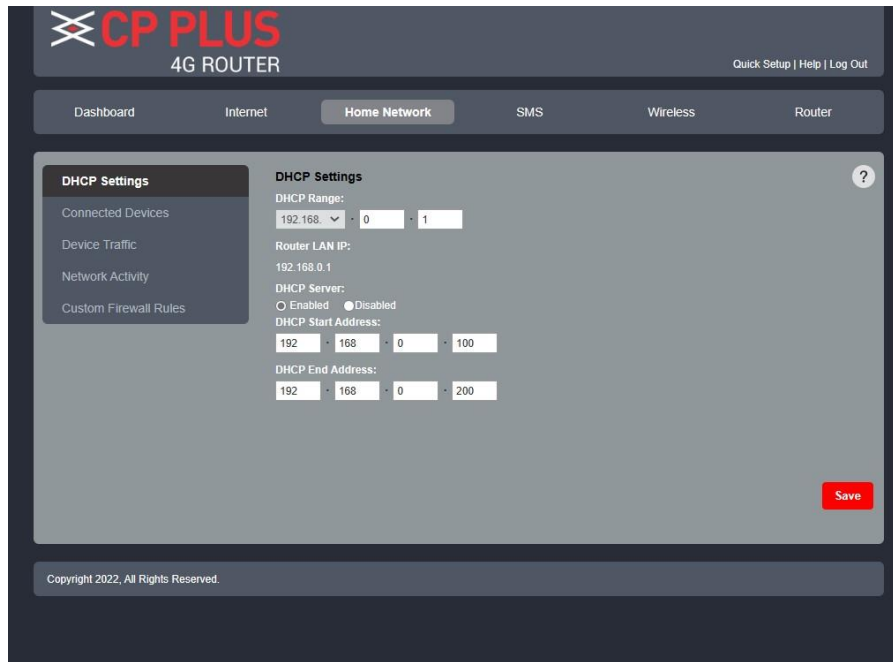 CP PLUS
4G ROUTER
Quick Setup | Help | Log Out
Dashboard Internet Home Network SMS Wireless Router
DHCP Settings
Connected Devices
Device Traffic
Network Activity
Custom Firewall Rules
DHCP Settings
?
DHCP Range:
192.168. · 0 · 1
Router LAN IP:
192.168.0.1
DHCP Server:
Enabled Disabled
DHCP Start Address:
192 · 168 · 0 · 100
DHCP End Address:
192 · 168 · 0 · 200
Save
Copyright 2022, All Rights Reserved.